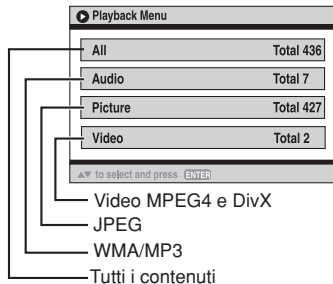 Playback Menu
All Total 436
Audio Total 7
Picture Total 427
Video Total 2
▲▼ to select and press ENTER
Video MPEG4 e DivX
JPEG
WMA/MP3
Tutti i contenuti